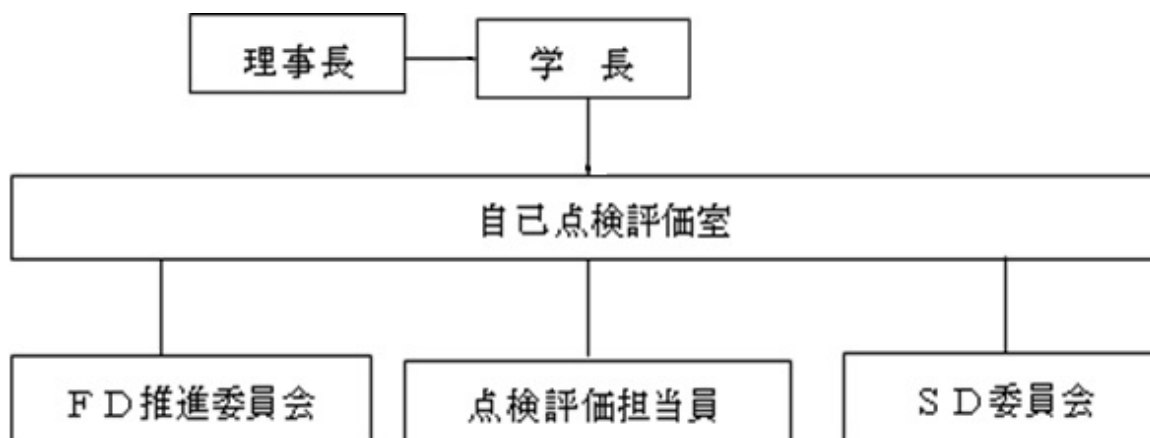 理事長
学　長
自己点検評価室
ＦＤ推進委員会
点検評価担当員
ＳＤ委員会